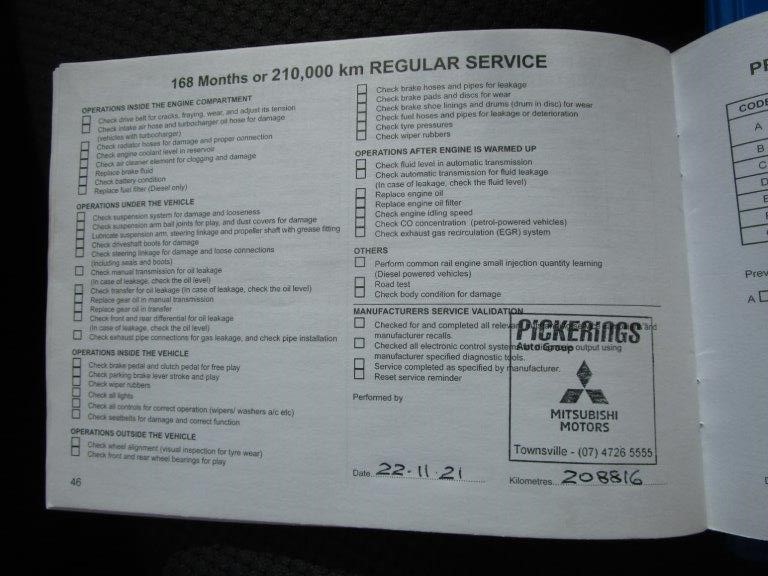 168 Months or 210,000 km REGULAR SERVICE
OPERATIONS INSIDE THE ENGINE COMPARTMENT
Check drive belt for cracks, fraying, wear, and adjust its tension
Check intake air hose and turbocharger oil hose for damage
(vehicles with turbocharger)
Check radiator hoses for damage and proper connection
Check engine coolant level in reservoir
Check air cleaner element for clogging and damage
Replace brake fluid
Check battery condition
Replace fuel filter (Diesel only)
OPERATIONS UNDER THE VEHICLE
Check suspension system for damage and looseness
Check suspension arm ball joints for play, and dust covers for damage
Lubricate suspension arm, steering linkage and propeller shaft with grease fitting
Check driveshaft boots for damage
Check steering linkage for damage and loose connections
(including seals and boots)
Check manual transmission for oil leakage
(In case of leakage, check the oil level)
Check transfer for oil leakage (In case of leakage, check the oil level)
Replace gear oil in manual transmission
Replace gear oil in transfer
Check front and rear differential for oil leakage
(In case of leakage, check the oil level)
Check exhaust pipe connections for gas leakage, and check pipe installation
OPERATIONS INSIDE THE VEHICLE
Check brake pedal and clutch pedal for free play
Check parking brake lever stroke and play
Check wiper rubbers
Check all lights
Check all controls for correct operation (wipers/ washers a/c etc)
Check seatbelts for damage and correct function
OPERATIONS OUTSIDE THE VEHICLE
Check wheel alignment (visual inspection for tyre wear)
Check front and rear wheel bearings for play
46
Check brake hoses and pipes for leakage
Check brake pads and discs for wear
Check brake shoe linings and drums (drum in disc) for wear
Check fuel hoses and pipes for leakage or deterioration
Check tyre pressures
Check wiper rubbers
OPERATIONS AFTER ENGINE IS WARMED UP
Check fluid level in automatic transmission
Check automatic transmission for fluid leakage
(In case of leakage, check the fluid level)
Replace engine oil
Replace engine oil filter
Check engine idling speed
Check CO concentration (petrol-powered vehicles)
Check exhaust gas recirculation (EGR) system
OTHERS
Perform common rail engine small injection quantity learning
(Diesel powered vehicles)
Road test
Check body condition for damage
MANUFACTURERS SERVICE VALIDATION
Checked for and completed all and
manufacturer recalls.
Checked all electronic control output using
manufacturer specified diagnostic tools.
Service completed as specified by manufacturer.
Reset service reminder
Performed by
PICKERINGS
Auto Group
MITSUBISHI
MOTORS
Townsville - (07) 4726 5555
Date 22-11-21
Kilometres 208816
CODE
A
B
C
D
E
Prev
A